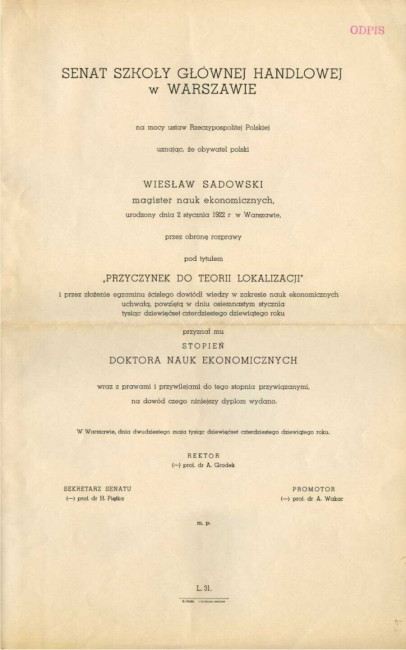 ODPIS
SENAT SZKOŁY GŁÓWNEJ HANDLOWEJ
w WARSZAWIE
na mocy ustaw Rzeczypospolitej Polskiej
uznając, że obywatel polski
WIESŁAW SADOWSKI
magister nauk ekonomicznych,
urodzony dnia 2 stycznia 1922 r w Warszawie,
przez obronę rozprawy
pod tytułem
„PRZYCZYNEK DO TEORII LOKALIZACJI"
i przez złożenie egzaminu ścisłego dowiódł wiedzy w zakresie nauk ekonomicznych
uchwałą, powziętą w dniu osiemnastym stycznia
tysiąc dziewięćset czterdziestego dziewiątego roku
przyznał mu
STOPIEŃ
DOKTORA NAUK EKONOMICZNYCH
wraz z prawami i przywilejami do tego stopnia przywiązanymi,
na dowód czego niniejszy dyplom wydano.
W Warszawie, dnia dwudziestego maja tysiąc dziewięćset czterdziestego dziewiątego roku.
REKTOR
(—) prof. dr A. Grodek
SEKRETARZ SENATU
(—) prof. dr H. Piętka
PROMOTOR
(—) prof. dr A. Wakar
m. p.
L. 31.